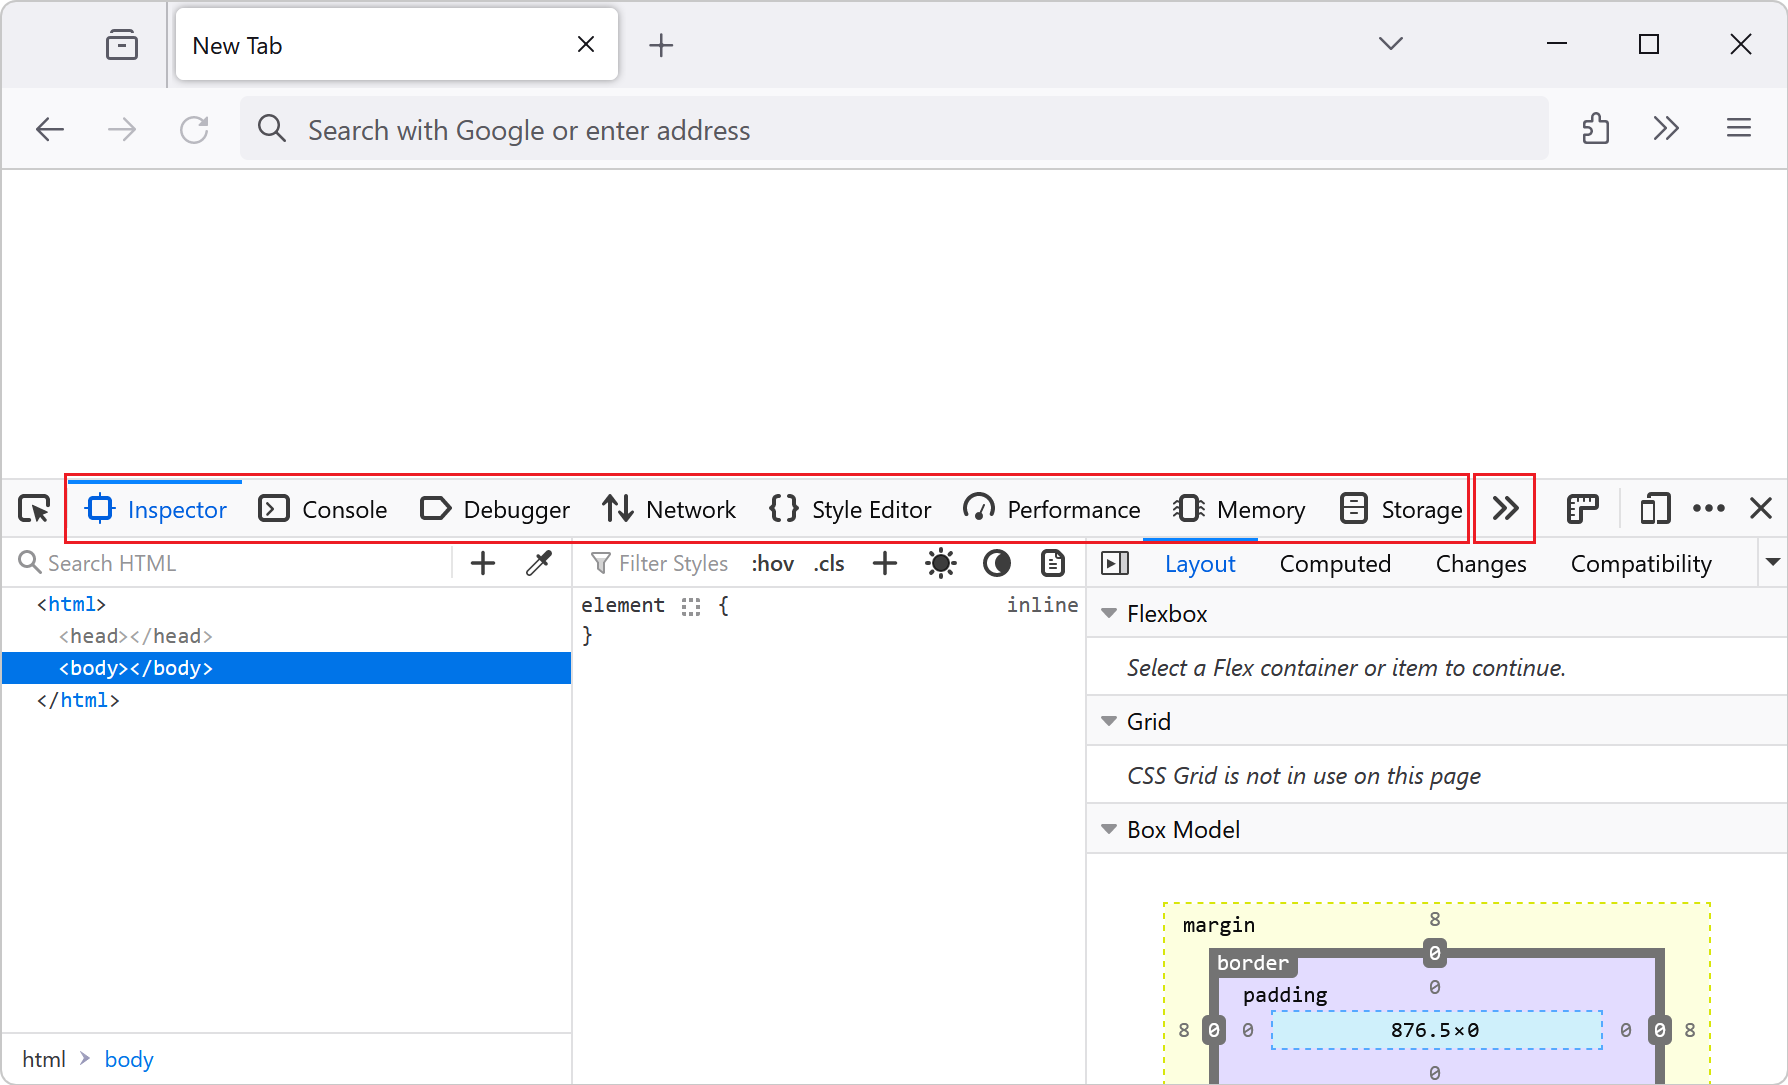 New Tab
Search with Google or enter address
Inspector Console Debugger Network Style Editor Performance Memory Storage
Search HTML
Filter Styles :hov .cls
Layout Computed Changes Compatibility
<html>
<head></head>
<body></body>
</html>
element { inline
}
Flexbox
Select a Flex container or item to continue.
Grid
CSS Grid is not in use on this page
Box Model
margin 8
border 0
padding 0
8 0 0 876.5×0 0 0 8
0
html body